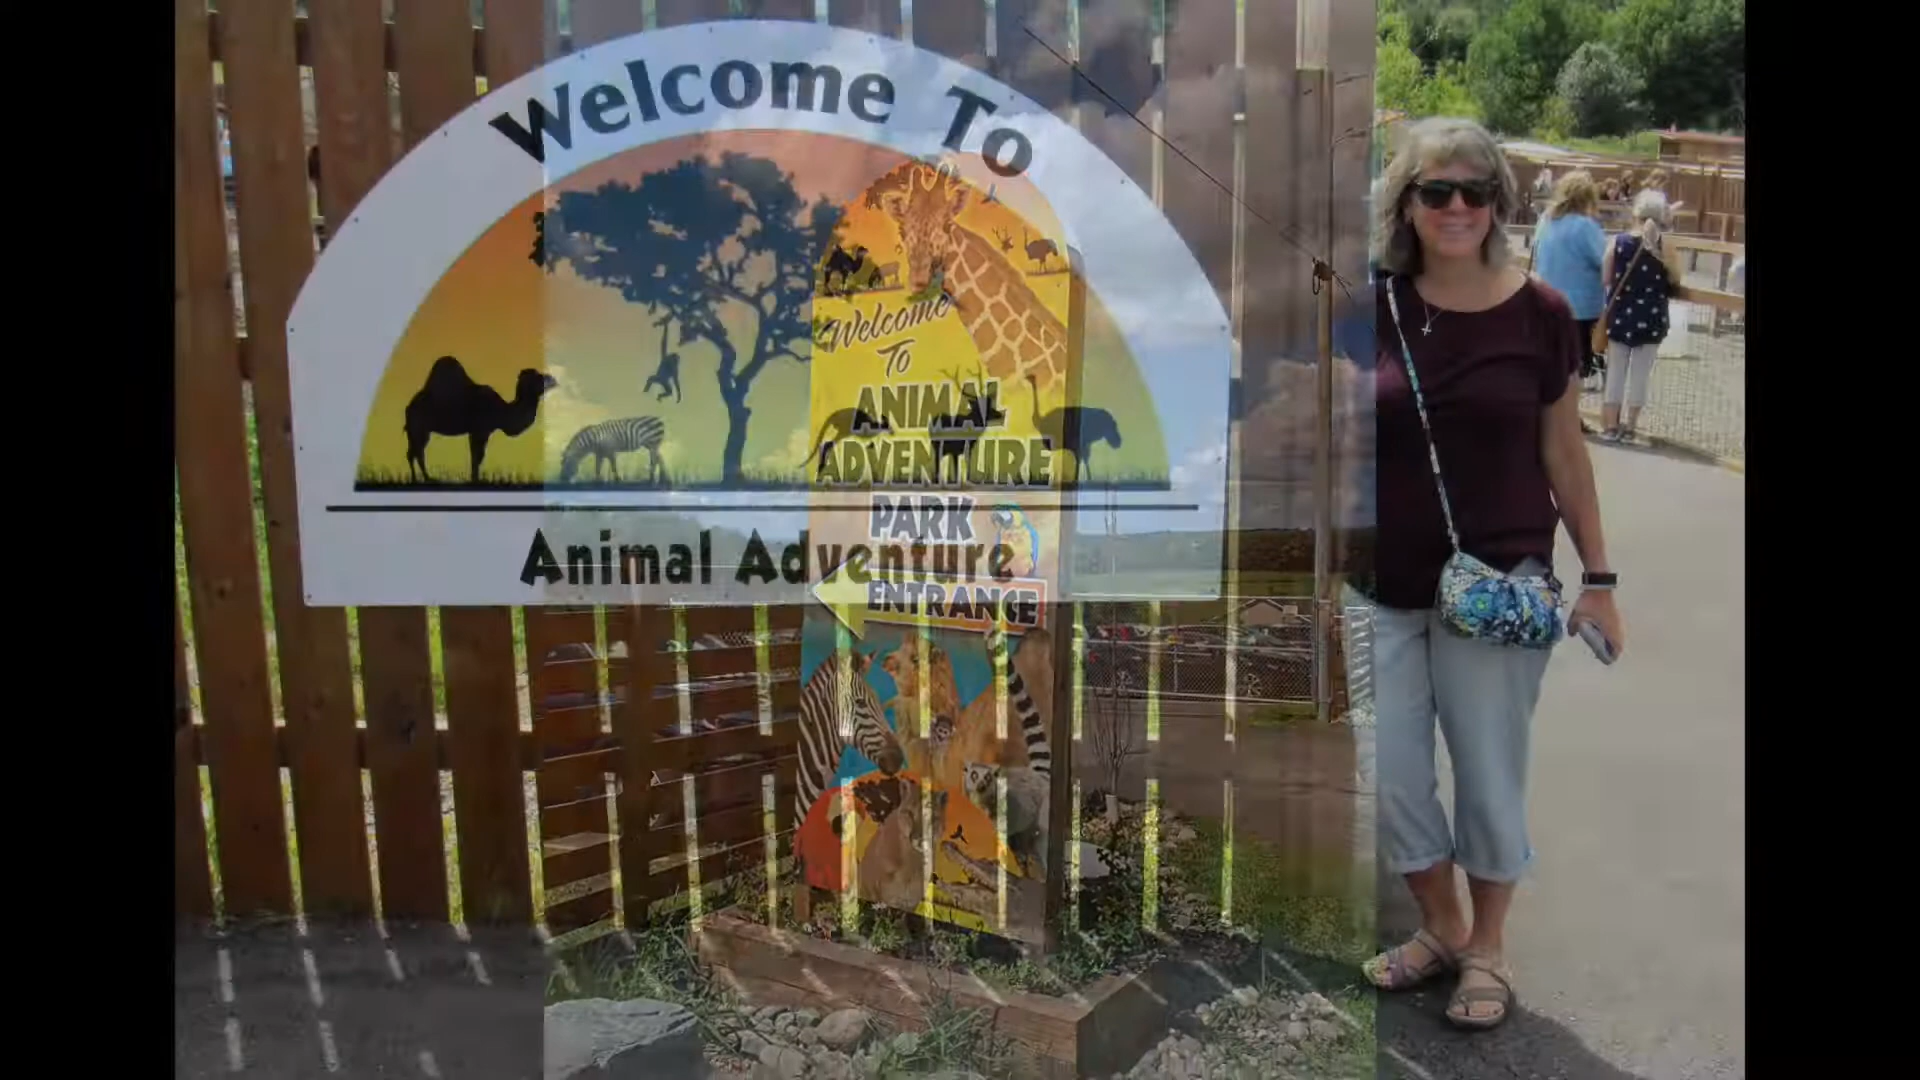 Welcome To
Animal Adventure
Welcome
To
ANIMAL
ADVENTURE
PARK
ENTRANCE